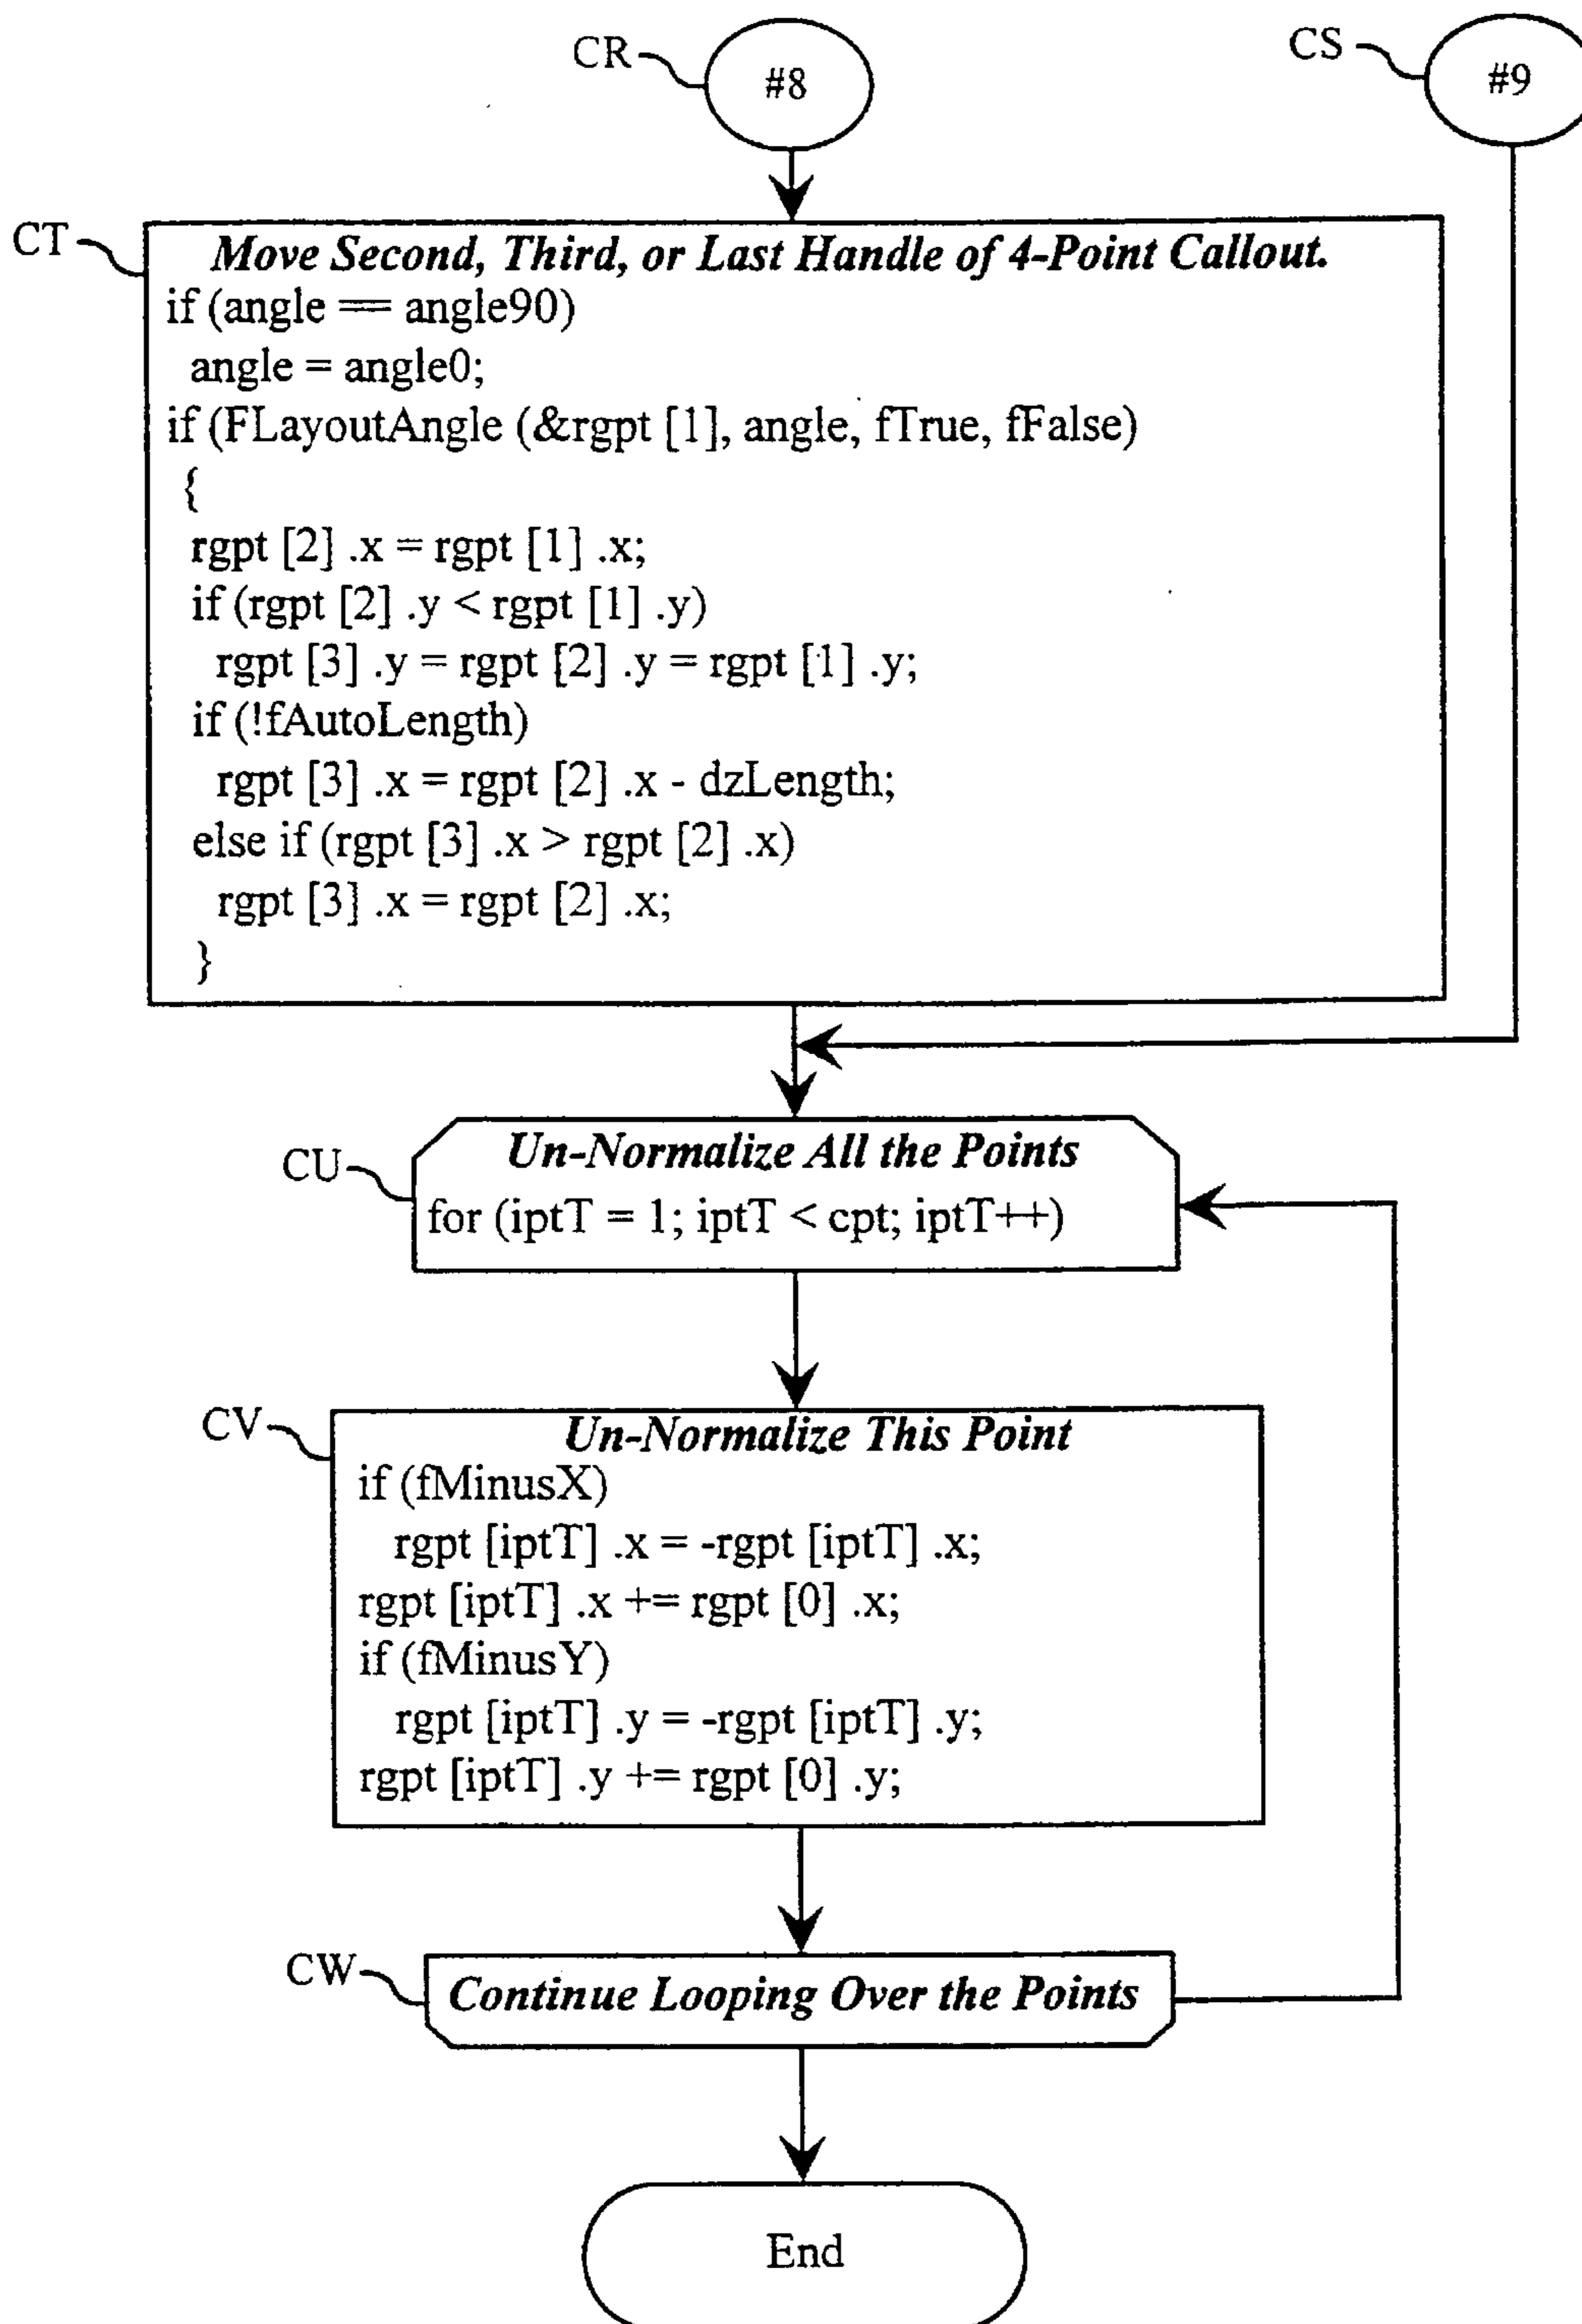 CR
#8
CS
#9
CT
Move Second, Third, or Last Handle of 4-Point Callout.
if (angle == angle90)
angle = angle0;
if (FLayoutAngle (&rgpt [1], angle, fTrue, fFalse)
{
rgpt [2] .x = rgpt [1] .x;
if (rgpt [2] .y < rgpt [1] .y)
rgpt [3] .y = rgpt [2] .y = rgpt [1] .y;
if (!fAutoLength)
rgpt [3] .x = rgpt [2] .x - dzLength;
else if (rgpt [3] .x > rgpt [2] .x)
rgpt [3] .x = rgpt [2] .x;
}
CU
Un-Normalize All the Points
for (iptT = 1; iptT < cpt; iptT++)
CV
Un-Normalize This Point
if (fMinusX)
rgpt [iptT] .x = -rgpt [iptT] .x;
rgpt [iptT] .x += rgpt [0] .x;
if (fMinusY)
rgpt [iptT] .y = -rgpt [iptT] .y;
rgpt [iptT] .y += rgpt [0] .y;
CW
Continue Looping Over the Points
End